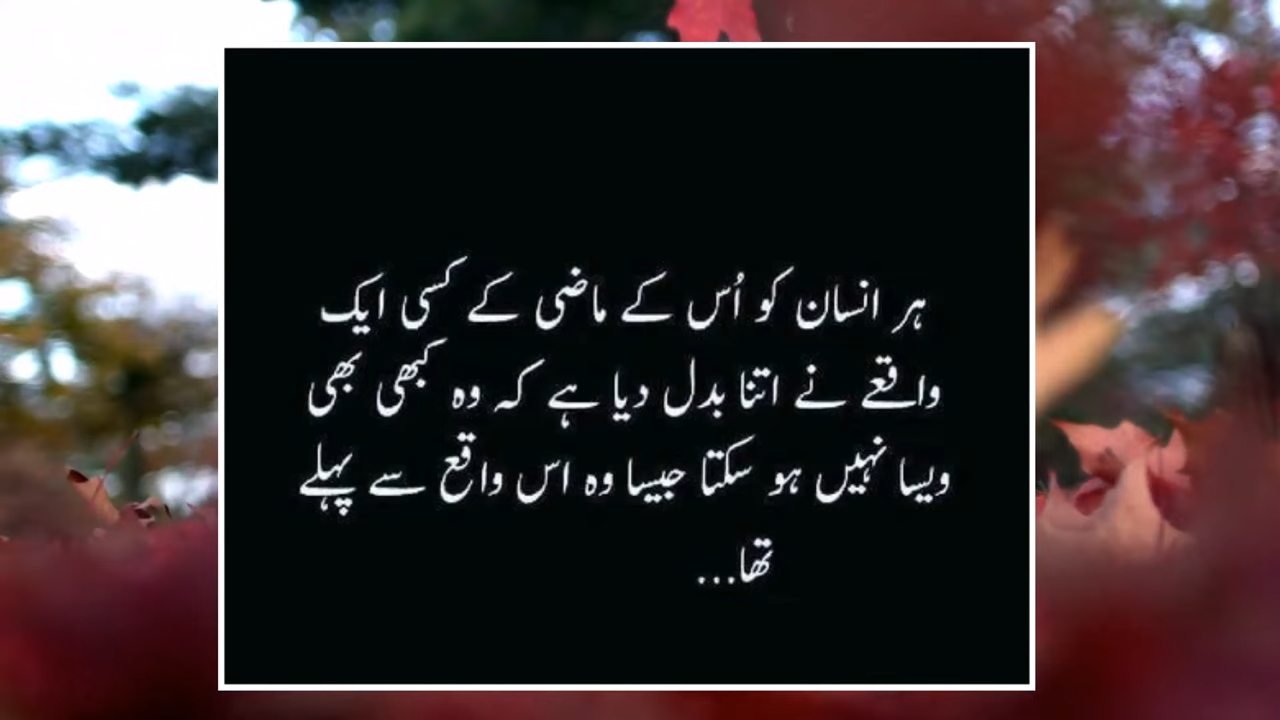 ہر انسان کو اُس کے ماضی کے کسی ایک
واقعے نے اتنا بدل دیا ہے کہ وہ کبھی بھی
ویسا نہیں ہو سکتا جیسا وہ اس واقع سے پہلے
تھا...